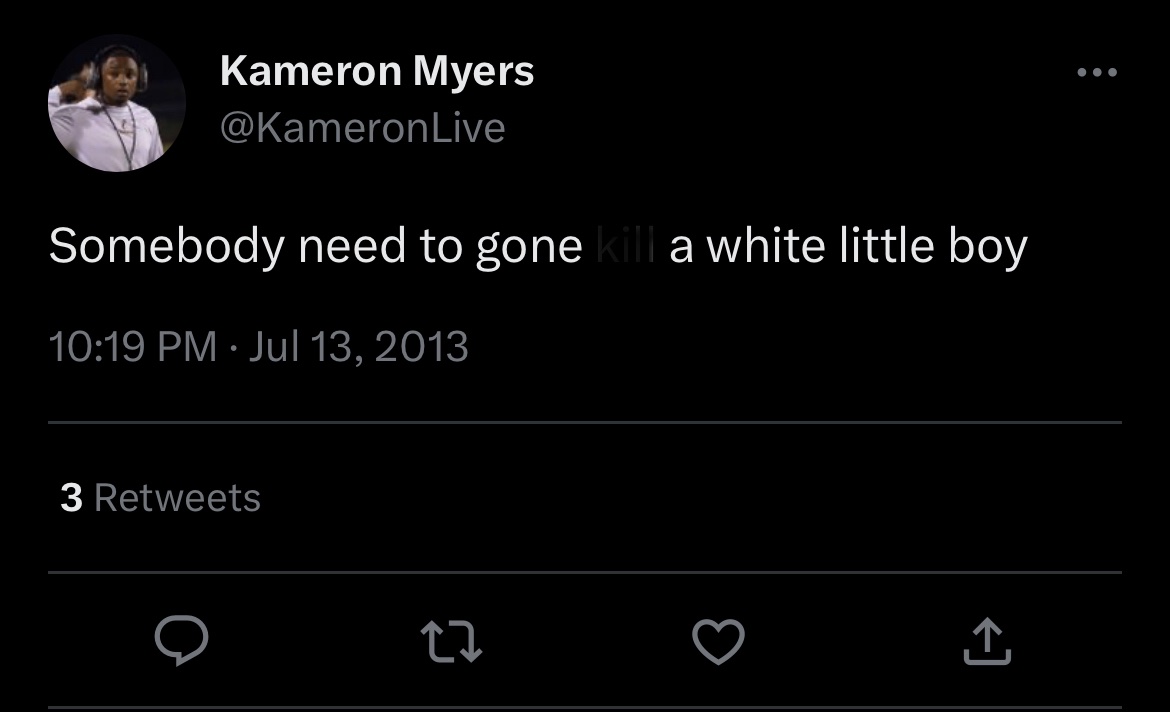 Kameron Myers
@KameronLive
Somebody need to gone kill a white little boy
10:19 PM · Jul 13, 2013
3 Retweets